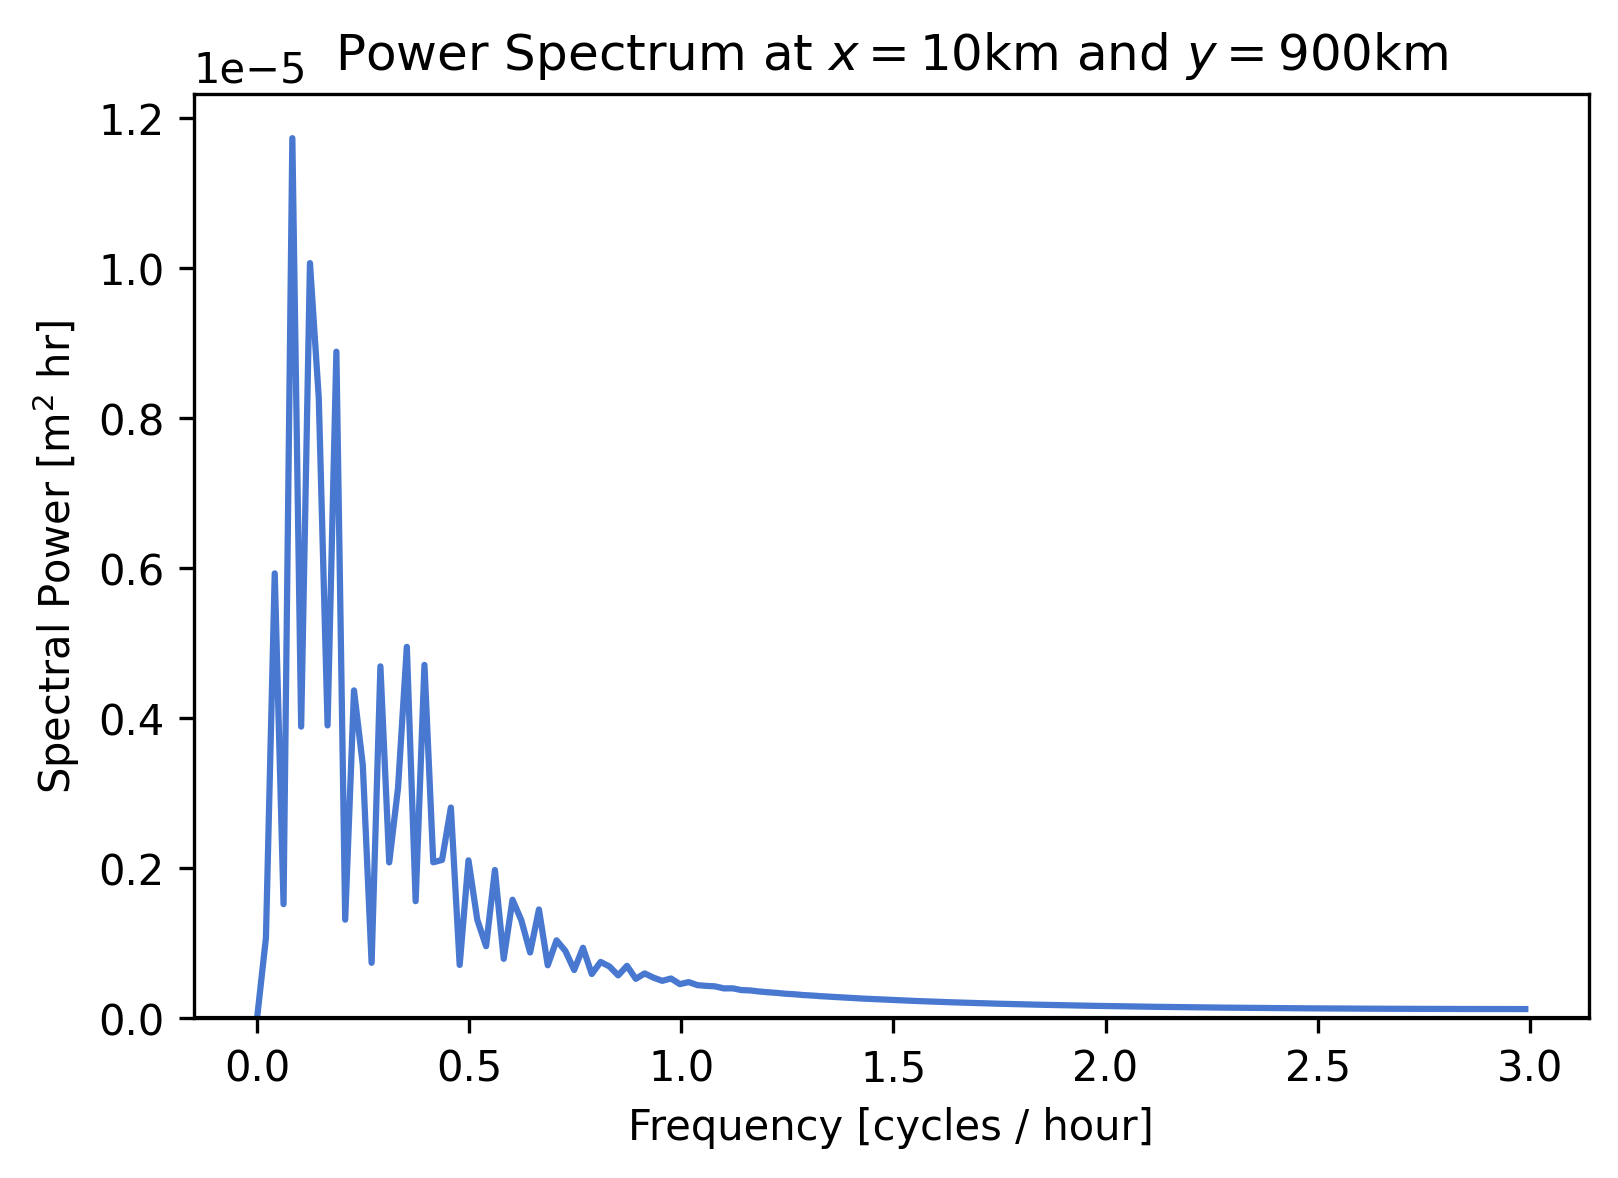 Power Spectrum at x = 10km and y = 900km
1e−5
1.2
1.0
0.8
0.6
0.4
0.2
0.0
Spectral Power [m² hr]
0.0 0.5 1.0 1.5 2.0 2.5 3.0
Frequency [cycles / hour]